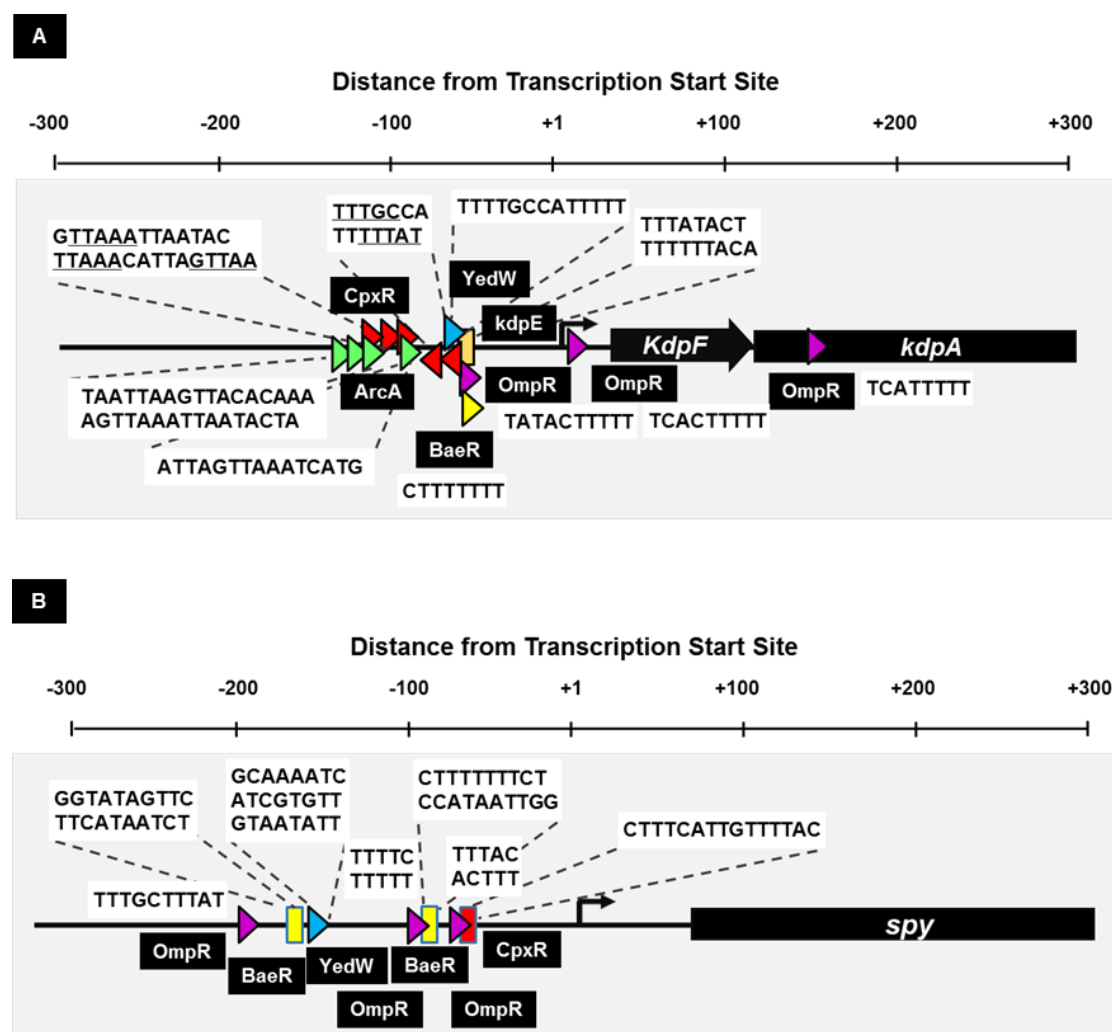 A
Distance from Transcription Start Site
-300 -200 -100 +1 +100 +200 +300
GTTAAATTAATAC
TTAAACATTAGTTAA
TTTGCCA
TTTTTAT
TTTTGCCATTTTT
TTTATACT
TTTTTTACA
CpxR
YedW
kdpE
KdpF
kdpA
ArcA
OmpR
OmpR
OmpR
TAATTAAGTTACACAAA
AGTTAAATTAATACTA
TCATTTTT
TATACTTTTT
TCACTTTTT
BaeR
ATTAGTTAAATCATG
CTTTTTTT
B
Distance from Transcription Start Site
-300 -200 -100 +1 +100 +200 +300
GGTATAGTTC
TTCATAATCT
GCAAAATC
ATCGTGTT
GTAATATT
CTTTTTTTCT
CCATAATTGG
CTTTCATTGTTTTAC
TTTTC
TTTTT
TTTAC
ACTTT
TTTGCTTTAT
spy
OmpR
BaeR
YedW
BaeR
CpxR
OmpR
OmpR